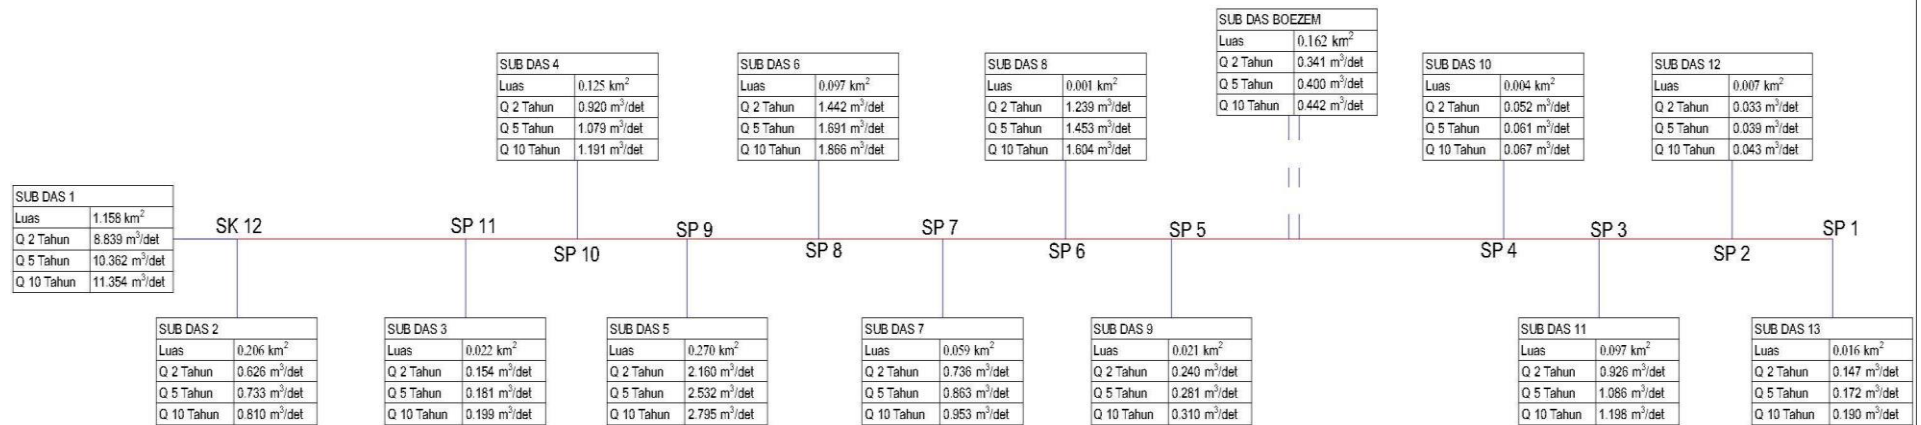 SUB DAS BOEZEM
Luas 0.162 km²
Q 2 Tahun 0.341 m³/det
Q 5 Tahun 0.400 m³/det
Q 10 Tahun 0.442 m³/det
SUB DAS 4
Luas 0.125 km²
Q 2 Tahun 0.920 m³/det
Q 5 Tahun 1.079 m³/det
Q 10 Tahun 1.191 m³/det
SUB DAS 6
Luas 0.097 km²
Q 2 Tahun 1.442 m³/det
Q 5 Tahun 1.691 m³/det
Q 10 Tahun 1.866 m³/det
SUB DAS 8
Luas 0.001 km²
Q 2 Tahun 1.239 m³/det
Q 5 Tahun 1.453 m³/det
Q 10 Tahun 1.604 m³/det
SUB DAS 10
Luas 0.004 km²
Q 2 Tahun 0.052 m³/det
Q 5 Tahun 0.061 m³/det
Q 10 Tahun 0.067 m³/det
SUB DAS 12
Luas 0.007 km²
Q 2 Tahun 0.033 m³/det
Q 5 Tahun 0.039 m³/det
Q 10 Tahun 0.043 m³/det
SUB DAS 1
Luas 1.158 km²
Q 2 Tahun 8.839 m³/det
Q 5 Tahun 10.362 m³/det
Q 10 Tahun 11.354 m³/det
SK 12
SP 11
SP 10
SP 9
SP 8
SP 7
SP 6
SP 5
SP 4
SP 3
SP 2
SP 1
SUB DAS 2
Luas 0.206 km²
Q 2 Tahun 0.626 m³/det
Q 5 Tahun 0.733 m³/det
Q 10 Tahun 0.810 m³/det
SUB DAS 3
Luas 0.022 km²
Q 2 Tahun 0.154 m³/det
Q 5 Tahun 0.181 m³/det
Q 10 Tahun 0.199 m³/det
SUB DAS 5
Luas 0.270 km²
Q 2 Tahun 2.160 m³/det
Q 5 Tahun 2.532 m³/det
Q 10 Tahun 2.795 m³/det
SUB DAS 7
Luas 0.059 km²
Q 2 Tahun 0.736 m³/det
Q 5 Tahun 0.863 m³/det
Q 10 Tahun 0.953 m³/det
SUB DAS 9
Luas 0.021 km²
Q 2 Tahun 0.240 m³/det
Q 5 Tahun 0.281 m³/det
Q 10 Tahun 0.310 m³/det
SUB DAS 11
Luas 0.097 km²
Q 2 Tahun 0.926 m³/det
Q 5 Tahun 1.086 m³/det
Q 10 Tahun 1.198 m³/det
SUB DAS 13
Luas 0.016 km²
Q 2 Tahun 0.147 m³/det
Q 5 Tahun 0.172 m³/det
Q 10 Tahun 0.190 m³/det